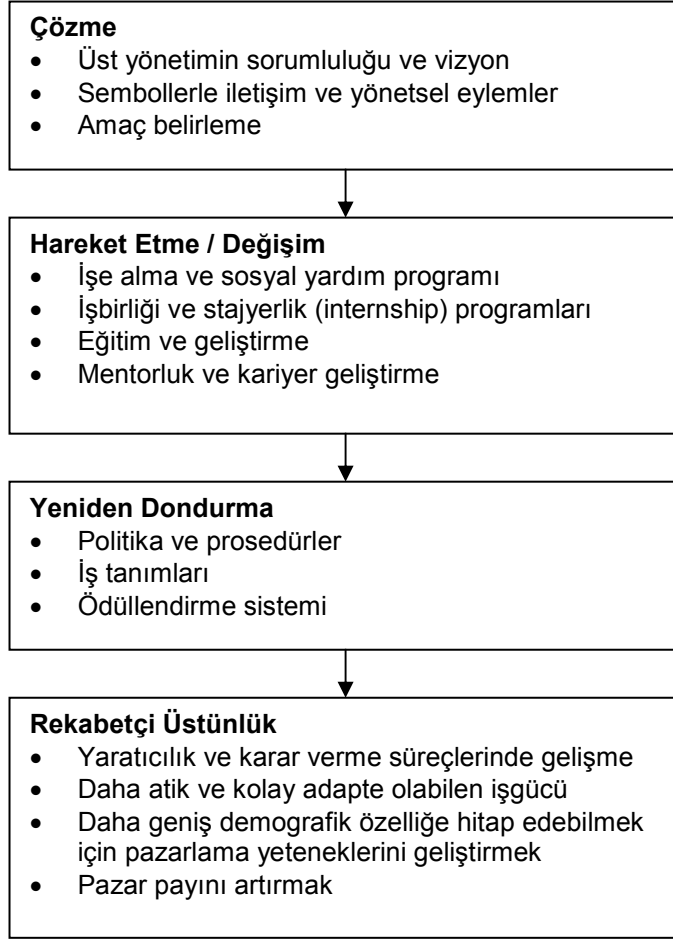 Çözme
• Üst yönetimin sorumluluğu ve vizyon
• Sembollerle iletişim ve yönetsel eylemler
• Amaç belirleme
Hareket Etme / Değişim
• İşe alma ve sosyal yardım programı
• İşbirliği ve stajyerlik (internship) programları
• Eğitim ve geliştirme
• Mentorluk ve kariyer geliştirme
Yeniden Dondurma
• Politika ve prosedürler
• İş tanımları
• Ödüllendirme sistemi
Rekabetçi Üstünlük
• Yaratıcılık ve karar verme süreçlerinde gelişme
• Daha atik ve kolay adapte olabilen işgücü
• Daha geniş demografik özelliğe hitap edebilmek
için pazarlama yeteneklerini geliştirmek
• Pazar payını artırmak